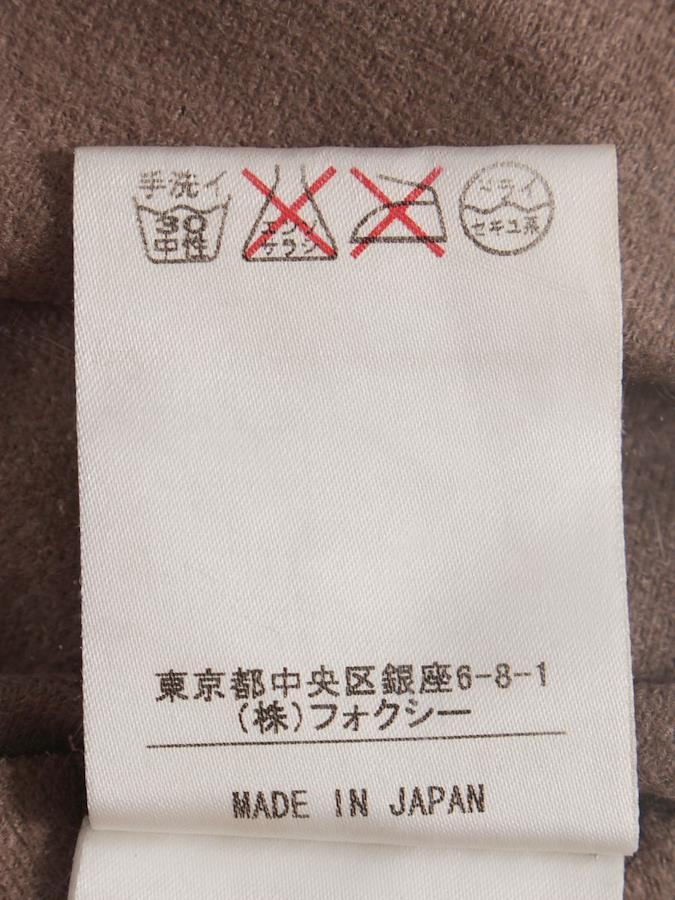 手洗イ
30
中性
エンソ
サラシ
ドライ
セキユ系
東京都中央区銀座6-8-1
(株)フォクシー
MADE IN JAPAN